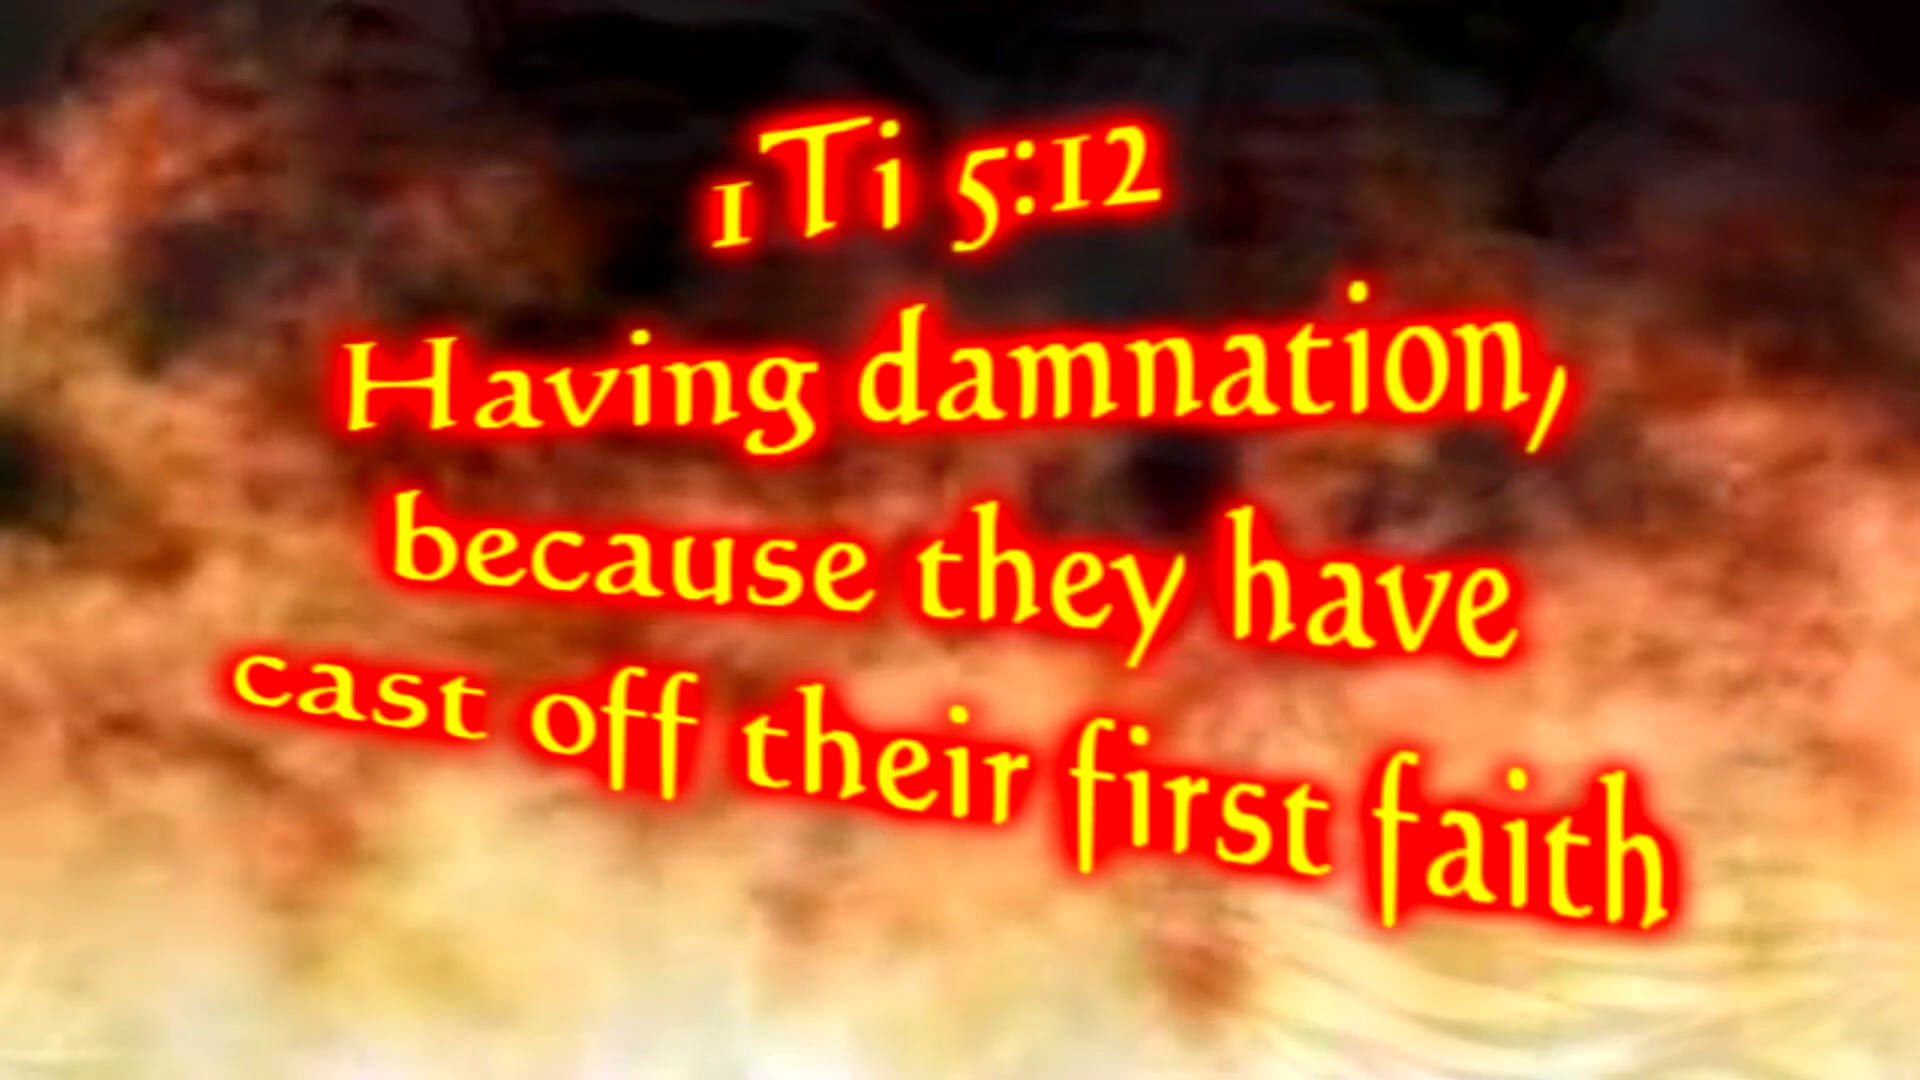 1Ti 5:12
Having damnation,
because they have
cast off their first faith